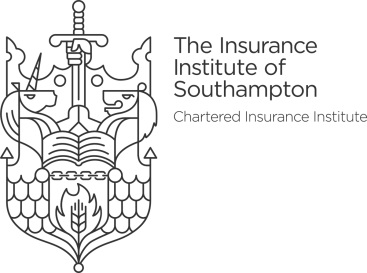 The Insurance
Institute of
Southampton
Chartered Insurance Institute